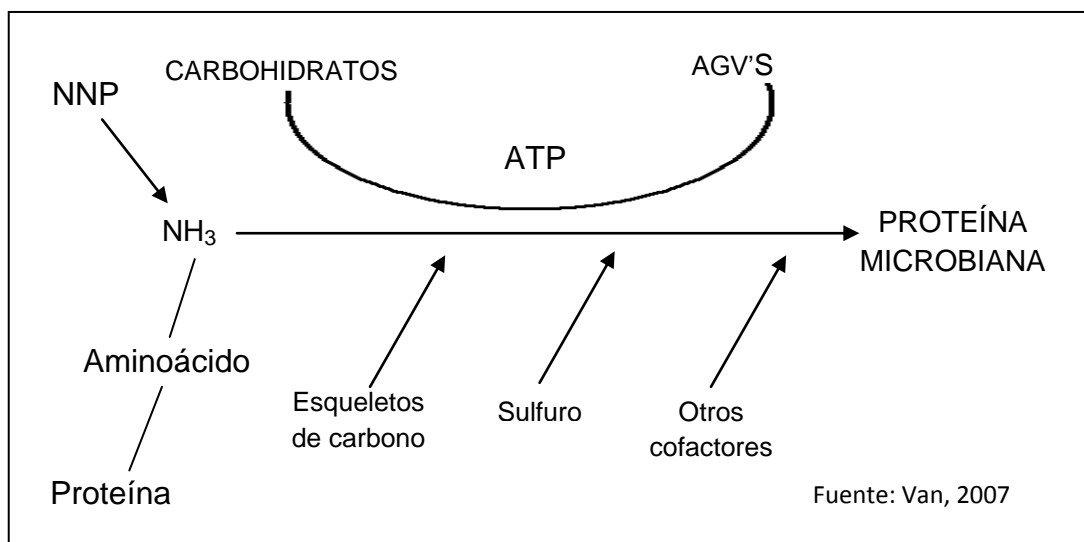 CARBOHIDRATOS
AGV'S
NNP
ATP
NH₃
PROTEÍNA
MICROBIANA
Aminoácido
Esqueletos
de carbono
Sulfuro
Otros
cofactores
Proteína
Fuente: Van, 2007